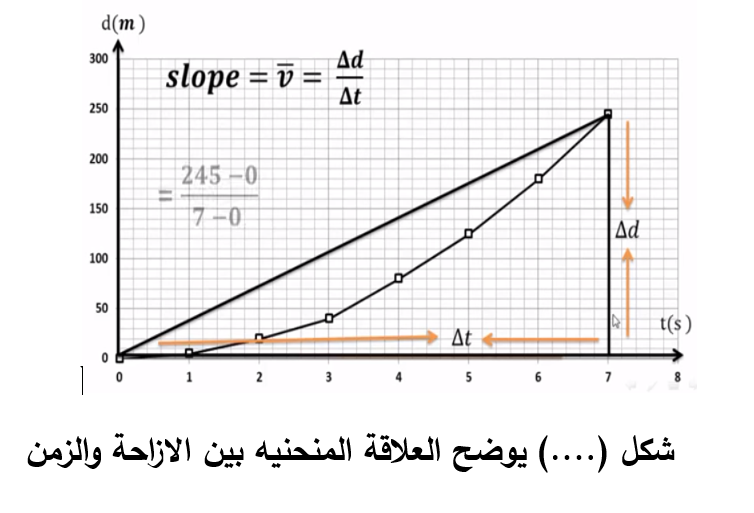 d(m)
300
slope = v̅ = Δd/Δt
250
200
= 245 −0 / 7 −0
150
Δd
100
50
t(s)
Δt
0
0 1 2 3 4 5 6 7 8
شكل (....) يوضح العلاقة المنحنيه بين الازاحة والزمن